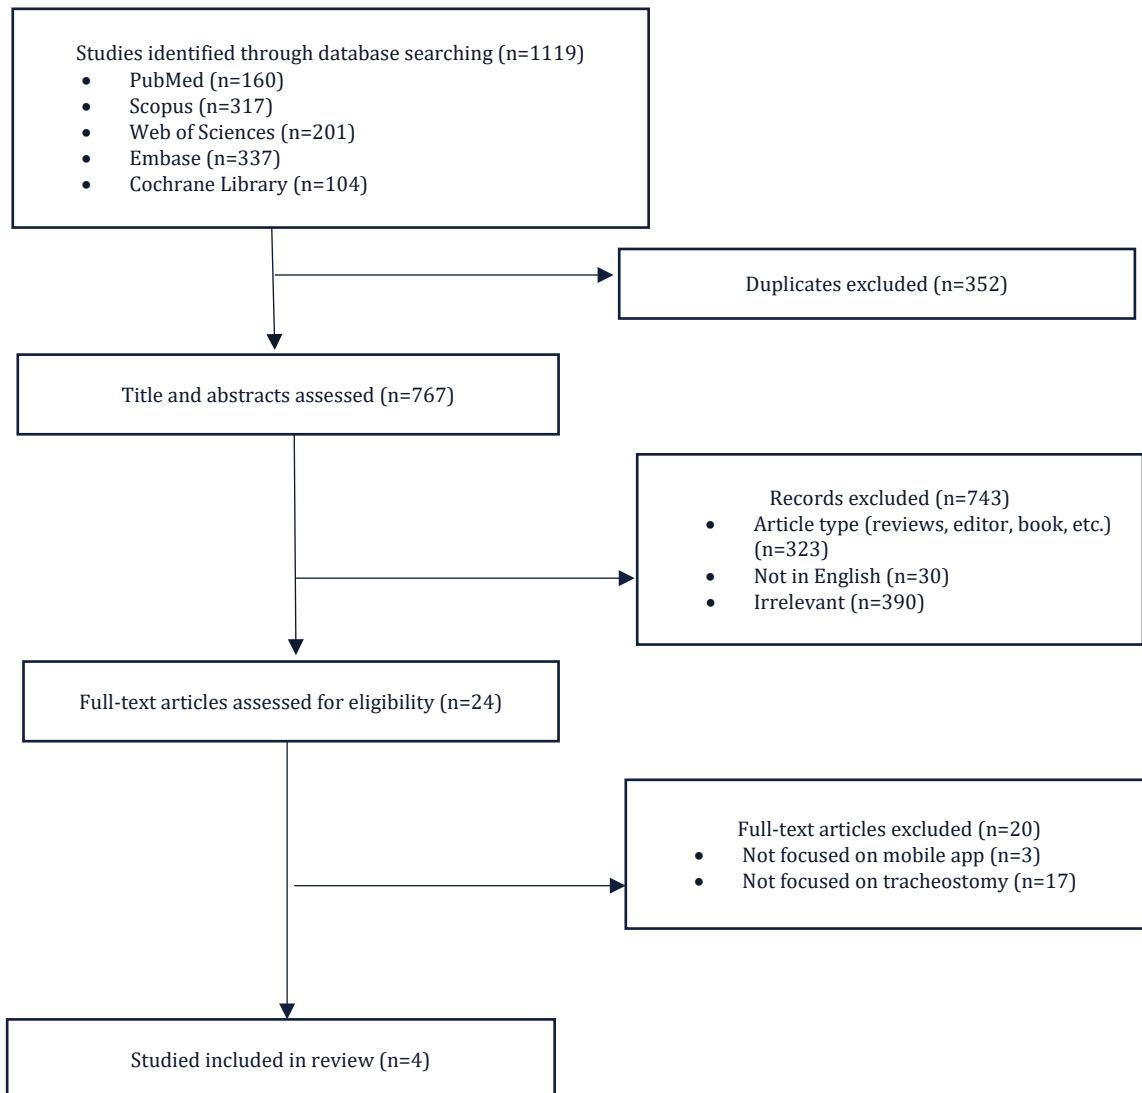 Studies identified through database searching (n=1119)
• PubMed (n=160)
• Scopus (n=317)
• Web of Sciences (n=201)
• Embase (n=337)
• Cochrane Library (n=104)
Duplicates excluded (n=352)
Title and abstracts assessed (n=767)
Records excluded (n=743)
• Article type (reviews, editor, book, etc.)
(n=323)
• Not in English (n=30)
• Irrelevant (n=390)
Full-text articles assessed for eligibility (n=24)
Full-text articles excluded (n=20)
• Not focused on mobile app (n=3)
• Not focused on tracheostomy (n=17)
Studied included in review (n=4)